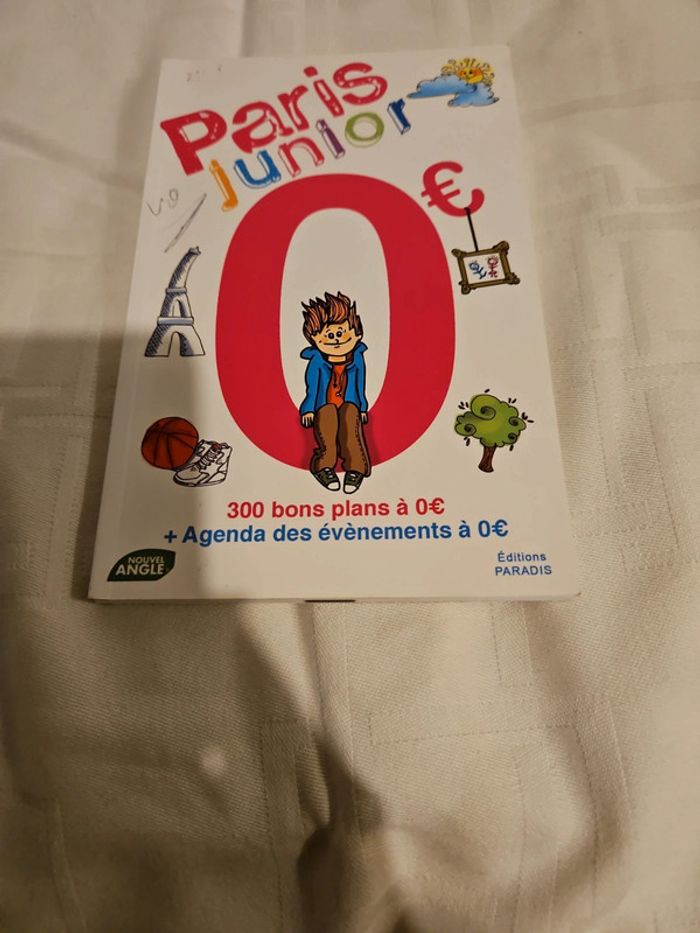 Paris
junior
0€
300 bons plans à 0€
+ Agenda des évènements à 0€
NOUVEL
ANGLE
Éditions
PARADIS